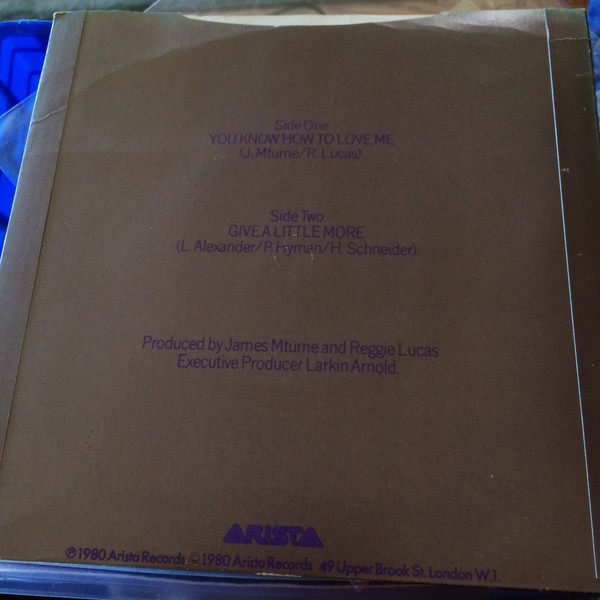 Side One
YOU KNOW HOW TO LOVE ME
(J. Mtume/R. Lucas)
Side Two
GIVE A LITTLE MORE
(L. Alexander/P. Hyman/H. Schneider)
Produced by James Mtume and Reggie Lucas
Executive Producer Larkin Arnold.
ARISTA
℗1980 Arista Records ©1980 Arista Records 49 Upper Brook St. London W.1.